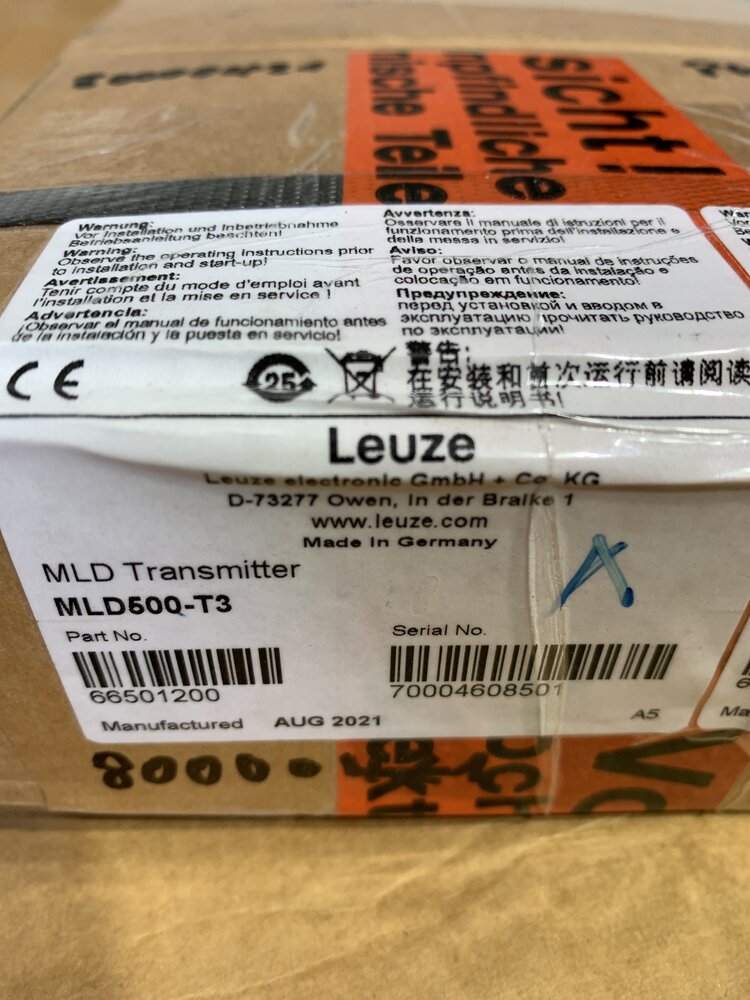 sicht!
mpfindliche
nische Teile
Warnung:
Vor Installation und Inbetriebnahme
Betriebsanleitung beachten!
Warning:
Observe the operating instructions prior
to installation and start-up!
Avertissement:
Tenir compte du mode d'emploi avant
l'installation et la mise en service !
Advertencia:
¡Observar el manual de funcionamiento antes
de la instalación y la puesta en servicio!
Avvertenza:
Osservare il manuale di istruzioni per il
funzionamento prima dell'installazione e
della messa in servizio!
Aviso:
Favor observar o manual de instruções
de operação antes da instalação e
colocação em funcionamento!
Предупреждение:
перед установкой и вводом в
эксплуатацию прочитать руководство
по эксплуатации!
警告:
在安装和首次运行前请阅读
运行说明书!
CE
25
Leuze
Leuze electronic GmbH + Co. KG
D-73277 Owen, In der Braike 1
www.leuze.com
Made in Germany
MLD Transmitter
MLD500-T3
Part No.
66501200
Serial No.
70004608501
Manufactured AUG 2021
A5